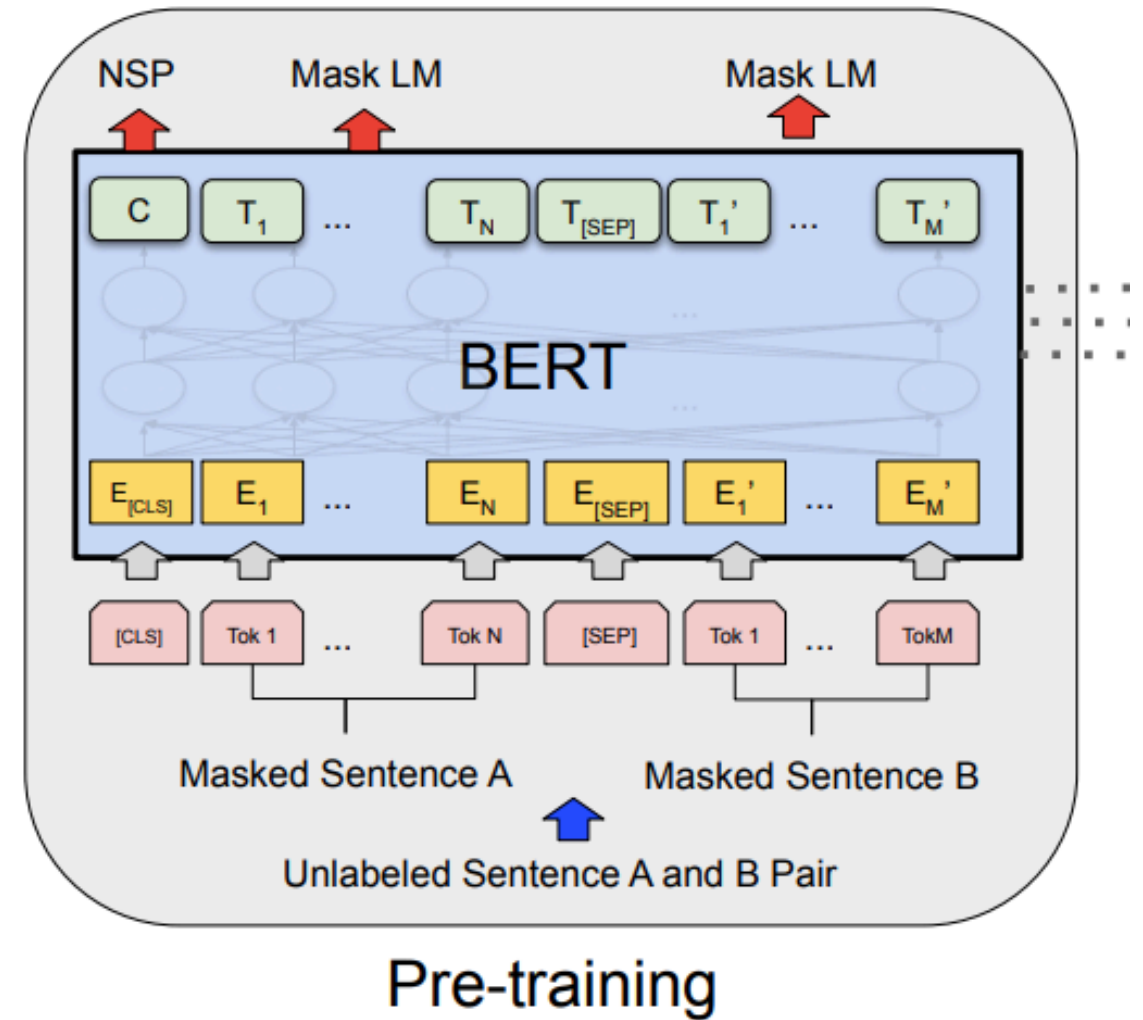 NSP Mask LM Mask LM
C T1 ... TN T[SEP] T1' ... TM'
...
BERT
...
E[CLS] E1 ... EN E[SEP] E1' ... EM'
[CLS] Tok 1 ... Tok N [SEP] Tok 1 ... TokM
Masked Sentence A Masked Sentence B
Unlabeled Sentence A and B Pair
Pre-training